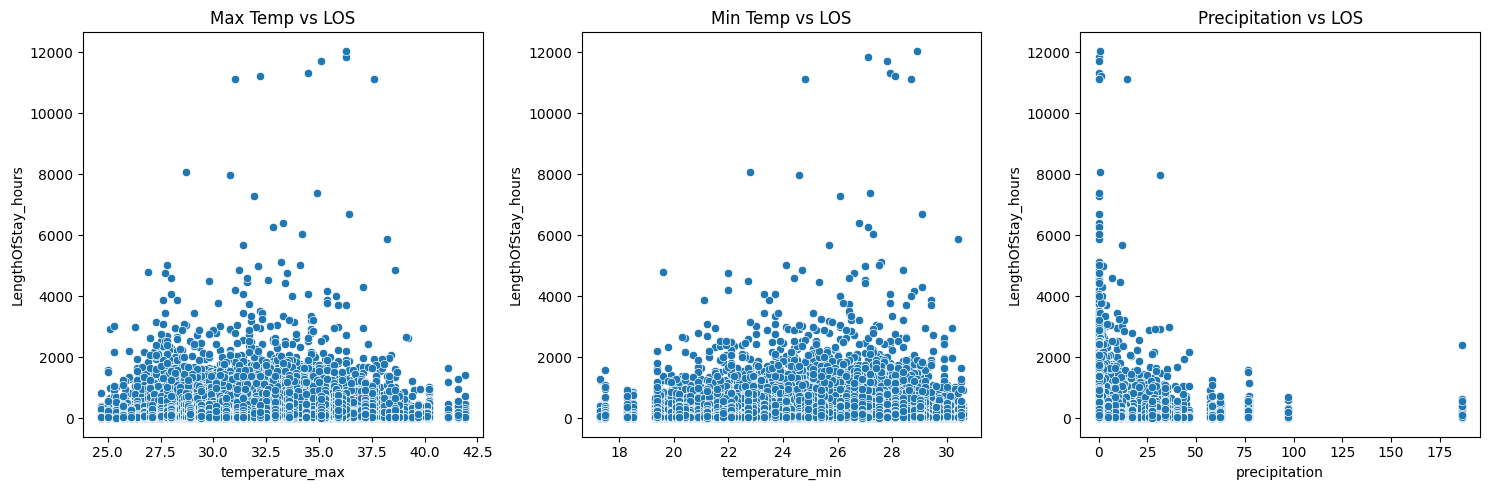 Max Temp vs LOS
12000
10000
8000
6000
4000
2000
0
LengthOfStay_hours
25.0 27.5 30.0 32.5 35.0 37.5 40.0 42.5
temperature_max
Min Temp vs LOS
12000
10000
8000
6000
4000
2000
0
LengthOfStay_hours
18 20 22 24 26 28 30
temperature_min
Precipitation vs LOS
12000
10000
8000
6000
4000
2000
0
LengthOfStay_hours
0 25 50 75 100 125 150 175
precipitation